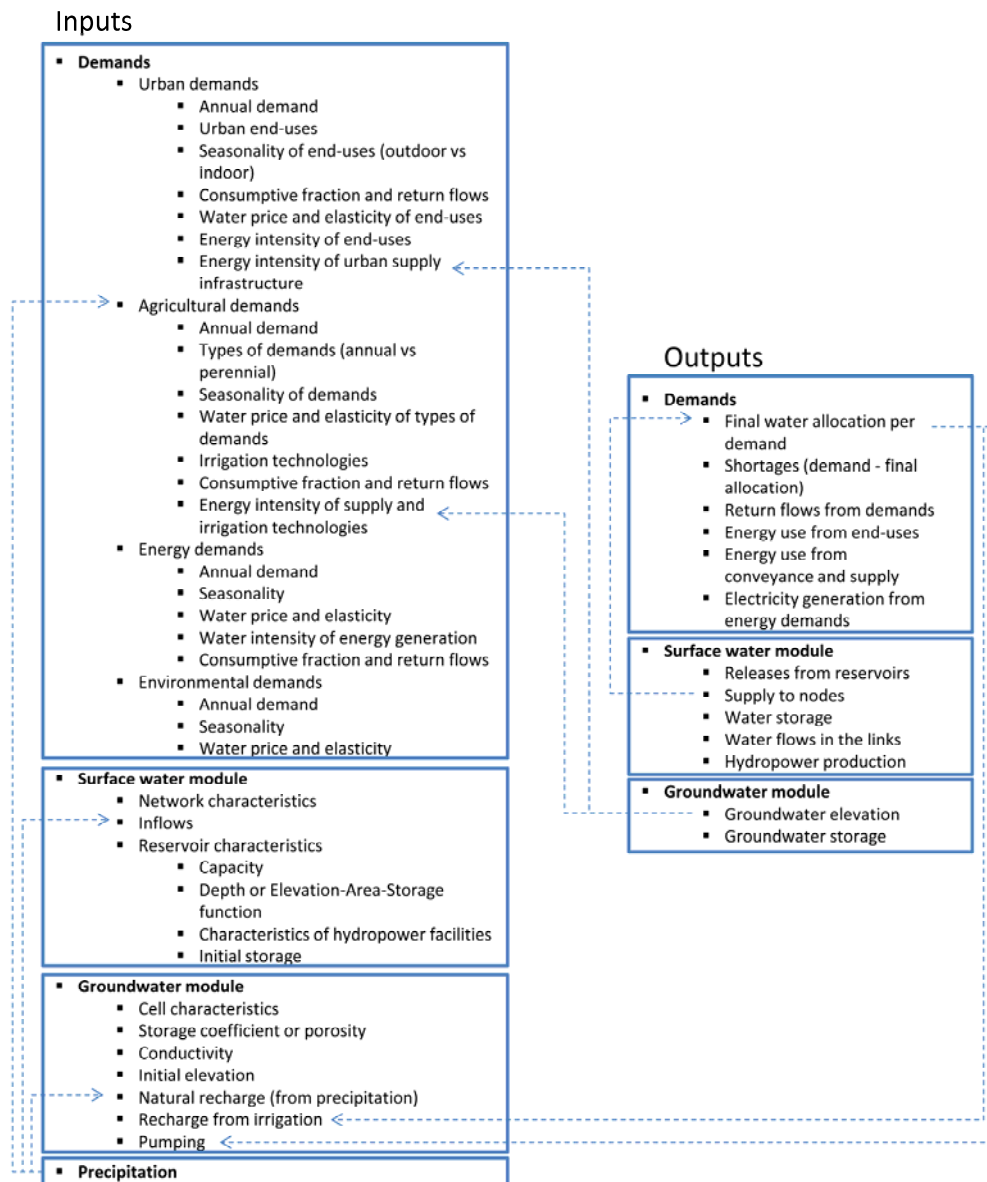 Inputs
▪ Demands
▪ Urban demands
▪ Annual demand
▪ Urban end-uses
▪ Seasonality of end-uses (outdoor vs
indoor)
▪ Consumptive fraction and return flows
▪ Water price and elasticity of end-uses
▪ Energy intensity of end-uses
▪ Energy intensity of urban supply
infrastructure
▪ Agricultural demands
▪ Annual demand
▪ Types of demands (annual vs
perennial)
▪ Seasonality of demands
▪ Water price and elasticity of types of
demands
▪ Irrigation technologies
▪ Consumptive fraction and return flows
▪ Energy intensity of supply and
irrigation technologies
▪ Energy demands
▪ Annual demand
▪ Seasonality
▪ Water price and elasticity
▪ Water intensity of energy generation
▪ Consumptive fraction and return flows
▪ Environmental demands
▪ Annual demand
▪ Seasonality
▪ Water price and elasticity
▪ Surface water module
▪ Network characteristics
▪ Inflows
▪ Reservoir characteristics
▪ Capacity
▪ Depth or Elevation-Area-Storage
function
▪ Characteristics of hydropower facilities
▪ Initial storage
▪ Groundwater module
▪ Cell characteristics
▪ Storage coefficient or porosity
▪ Conductivity
▪ Initial elevation
▪ Natural recharge (from precipitation)
▪ Recharge from irrigation
▪ Pumping
▪ Precipitation
Outputs
▪ Demands
▪ Final water allocation per
demand
▪ Shortages (demand - final
allocation)
▪ Return flows from demands
▪ Energy use from end-uses
▪ Energy use from
conveyance and supply
▪ Electricity generation from
energy demands
▪ Surface water module
▪ Releases from reservoirs
▪ Supply to nodes
▪ Water storage
▪ Water flows in the links
▪ Hydropower production
▪ Groundwater module
▪ Groundwater elevation
▪ Groundwater storage